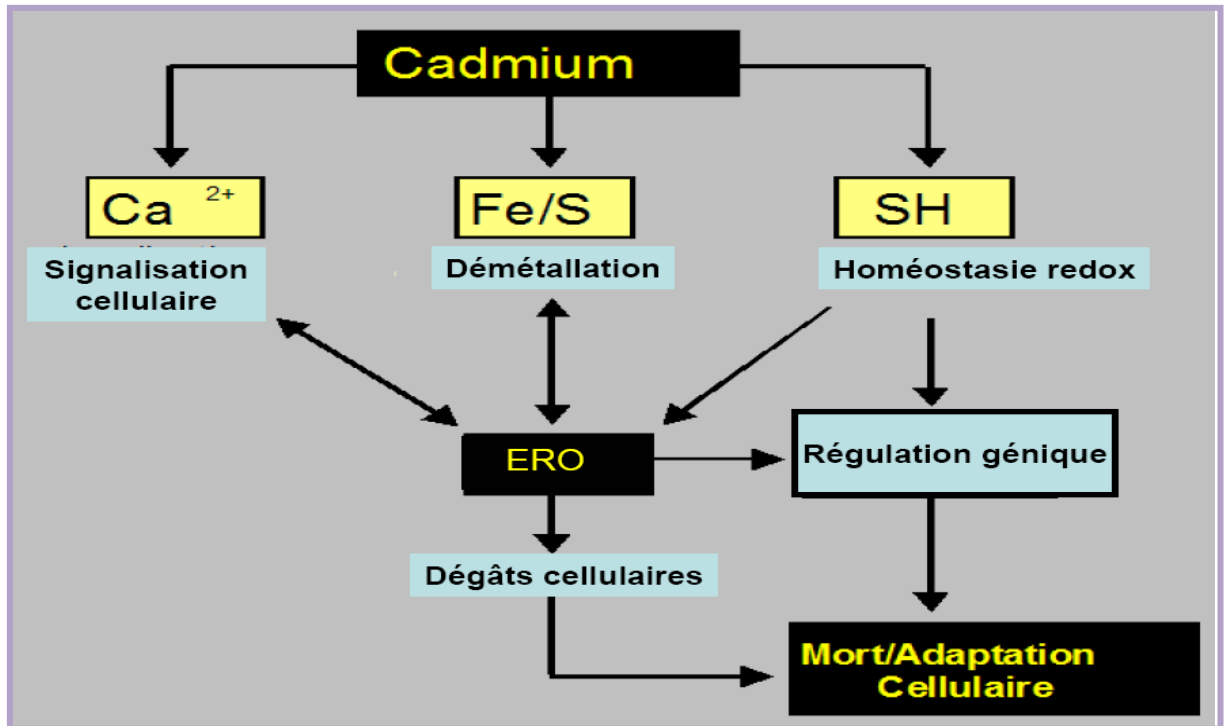 Cadmium
Ca 2+
Fe/S
SH
Signalisation
cellulaire
Démétallation
Homéostasie redox
ERO
Régulation génique
Dégâts cellulaires
Mort/Adaptation
Cellulaire